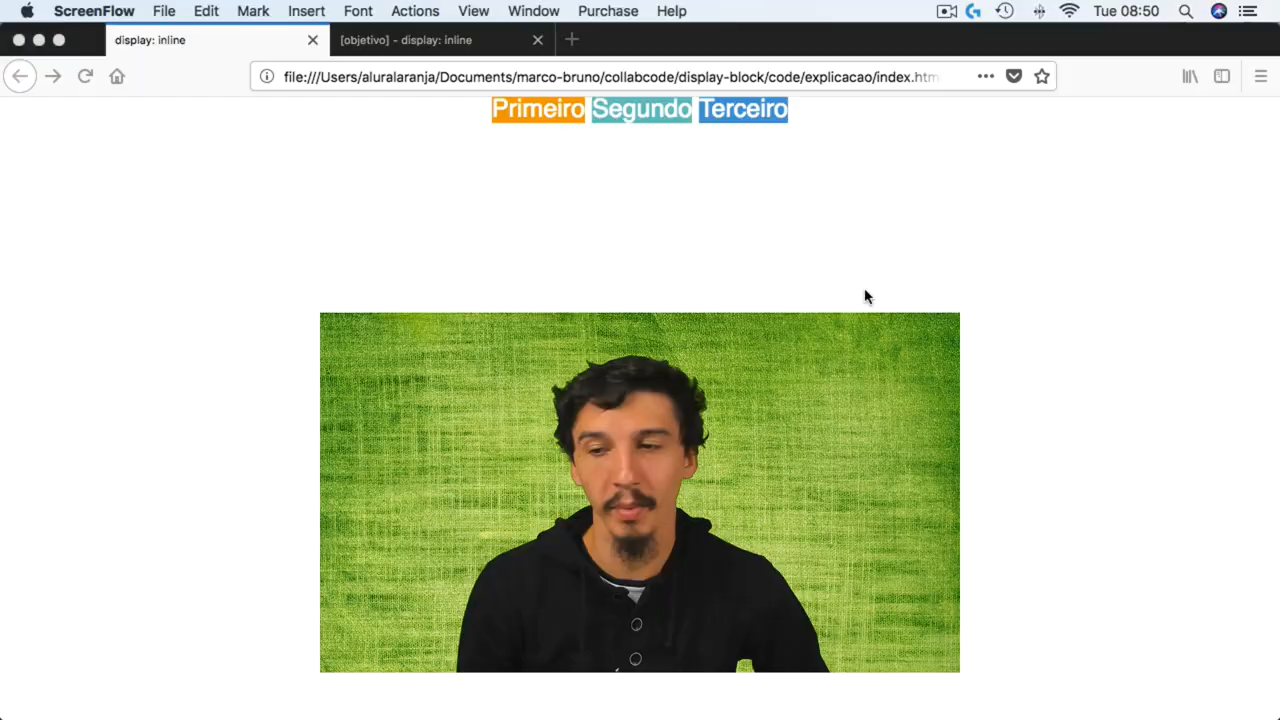 ScreenFlow File Edit Mark Insert Font Actions View Window Purchase Help Tue 08:50
display: inline [objetivo] - display: inline
file:///Users/aluralaranja/Documents/marco-bruno/collabcode/display-block/code/explicacao/index.htm
Primeiro Segundo Terceiro